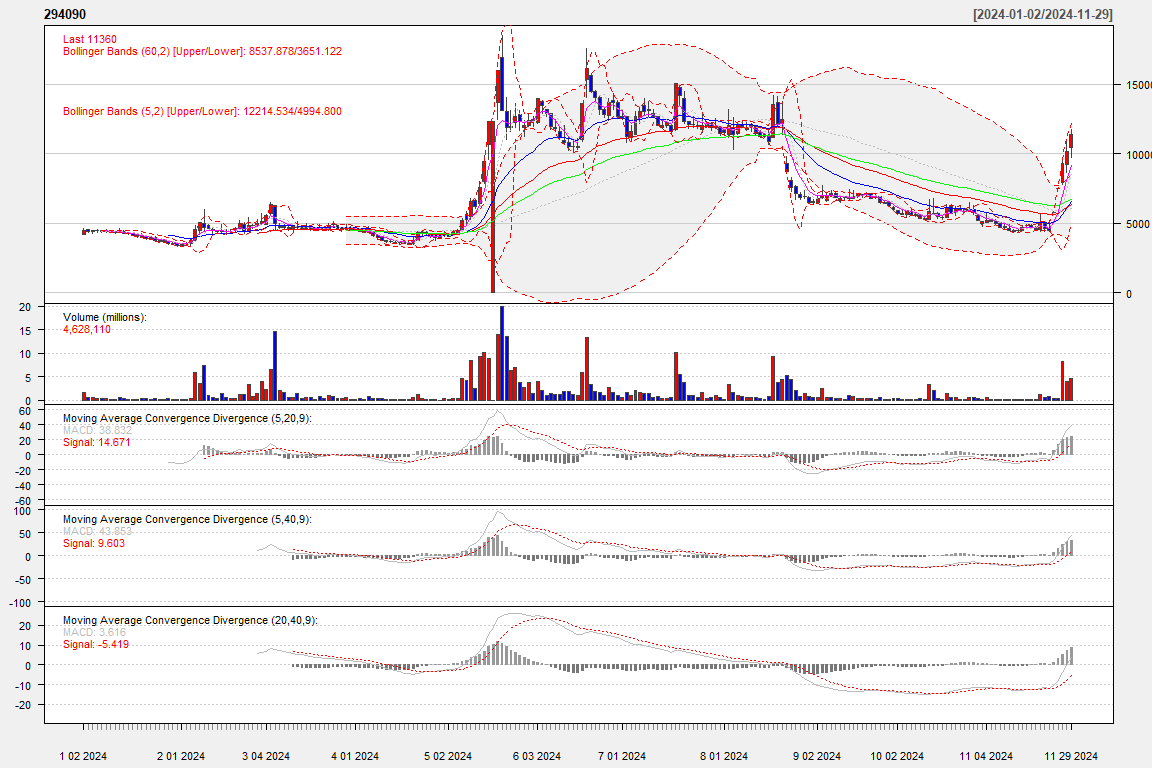 294090 [2024-01-02/2024-11-29]
Last 11360
Bollinger Bands (60,2) [Upper/Lower]: 8537.878/3651.122
Bollinger Bands (5,2) [Upper/Lower]: 12214.534/4994.800
15000
10000
5000
0
Volume (millions):
4,628,110
20
15
10
5
0
Moving Average Convergence Divergence (5,20,9):
MACD: 38.832
Signal: 14.671
60
40
20
0
-20
-40
-60
Moving Average Convergence Divergence (5,40,9):
MACD: 43.853
Signal: 9.603
100
50
0
-50
-100
Moving Average Convergence Divergence (20,40,9):
MACD: 3.616
Signal: -5.419
20
10
0
-10
-20
1 02 2024 2 01 2024 3 04 2024 4 01 2024 5 02 2024 6 03 2024 7 01 2024 8 01 2024 9 02 2024 10 02 2024 11 04 2024 11 29 2024